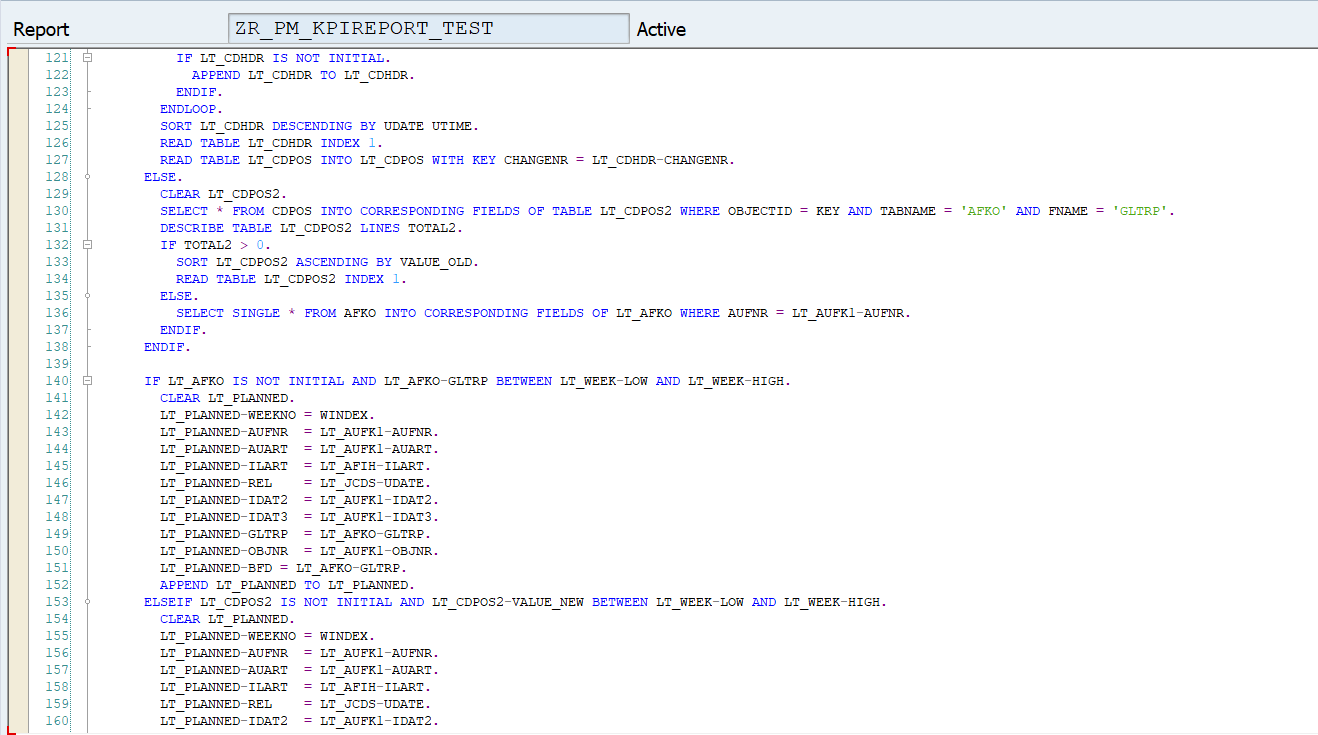 Report ZR_PM_KPIREPORT_TEST Active
121 IF LT_CDHDR IS NOT INITIAL.
122 APPEND LT_CDHDR TO LT_CDHDR.
123 ENDIF.
124 ENDLOOP.
125 SORT LT_CDHDR DESCENDING BY UDATE UTIME.
126 READ TABLE LT_CDHDR INDEX 1.
127 READ TABLE LT_CDPOS INTO LT_CDPOS WITH KEY CHANGENR = LT_CDHDR-CHANGENR.
128 ELSE.
129 CLEAR LT_CDPOS2.
130 SELECT * FROM CDPOS INTO CORRESPONDING FIELDS OF TABLE LT_CDPOS2 WHERE OBJECTID = KEY AND TABNAME = 'AFKO' AND FNAME = 'GLTRP'.
131 DESCRIBE TABLE LT_CDPOS2 LINES TOTAL2.
132 IF TOTAL2 > 0.
133 SORT LT_CDPOS2 ASCENDING BY VALUE_OLD.
134 READ TABLE LT_CDPOS2 INDEX 1.
135 ELSE.
136 SELECT SINGLE * FROM AFKO INTO CORRESPONDING FIELDS OF LT_AFKO WHERE AUFNR = LT_AUFK1-AUFNR.
137 ENDIF.
138 ENDIF.
139
140 IF LT_AFKO IS NOT INITIAL AND LT_AFKO-GLTRP BETWEEN LT_WEEK-LOW AND LT_WEEK-HIGH.
141 CLEAR LT_PLANNED.
142 LT_PLANNED-WEEKNO = WINDEX.
143 LT_PLANNED-AUFNR = LT_AUFK1-AUFNR.
144 LT_PLANNED-AUART = LT_AUFK1-AUART.
145 LT_PLANNED-ILART = LT_AFIH-ILART.
146 LT_PLANNED-REL = LT_JCDS-UDATE.
147 LT_PLANNED-IDAT2 = LT_AUFK1-IDAT2.
148 LT_PLANNED-IDAT3 = LT_AUFK1-IDAT3.
149 LT_PLANNED-GLTRP = LT_AFKO-GLTRP.
150 LT_PLANNED-OBJNR = LT_AUFK1-OBJNR.
151 LT_PLANNED-BFD = LT_AFKO-GLTRP.
152 APPEND LT_PLANNED TO LT_PLANNED.
153 ELSEIF LT_CDPOS2 IS NOT INITIAL AND LT_CDPOS2-VALUE_NEW BETWEEN LT_WEEK-LOW AND LT_WEEK-HIGH.
154 CLEAR LT_PLANNED.
155 LT_PLANNED-WEEKNO = WINDEX.
156 LT_PLANNED-AUFNR = LT_AUFK1-AUFNR.
157 LT_PLANNED-AUART = LT_AUFK1-AUART.
158 LT_PLANNED-ILART = LT_AFIH-ILART.
159 LT_PLANNED-REL = LT_JCDS-UDATE.
160 LT_PLANNED-IDAT2 = LT_AUFK1-IDAT2.